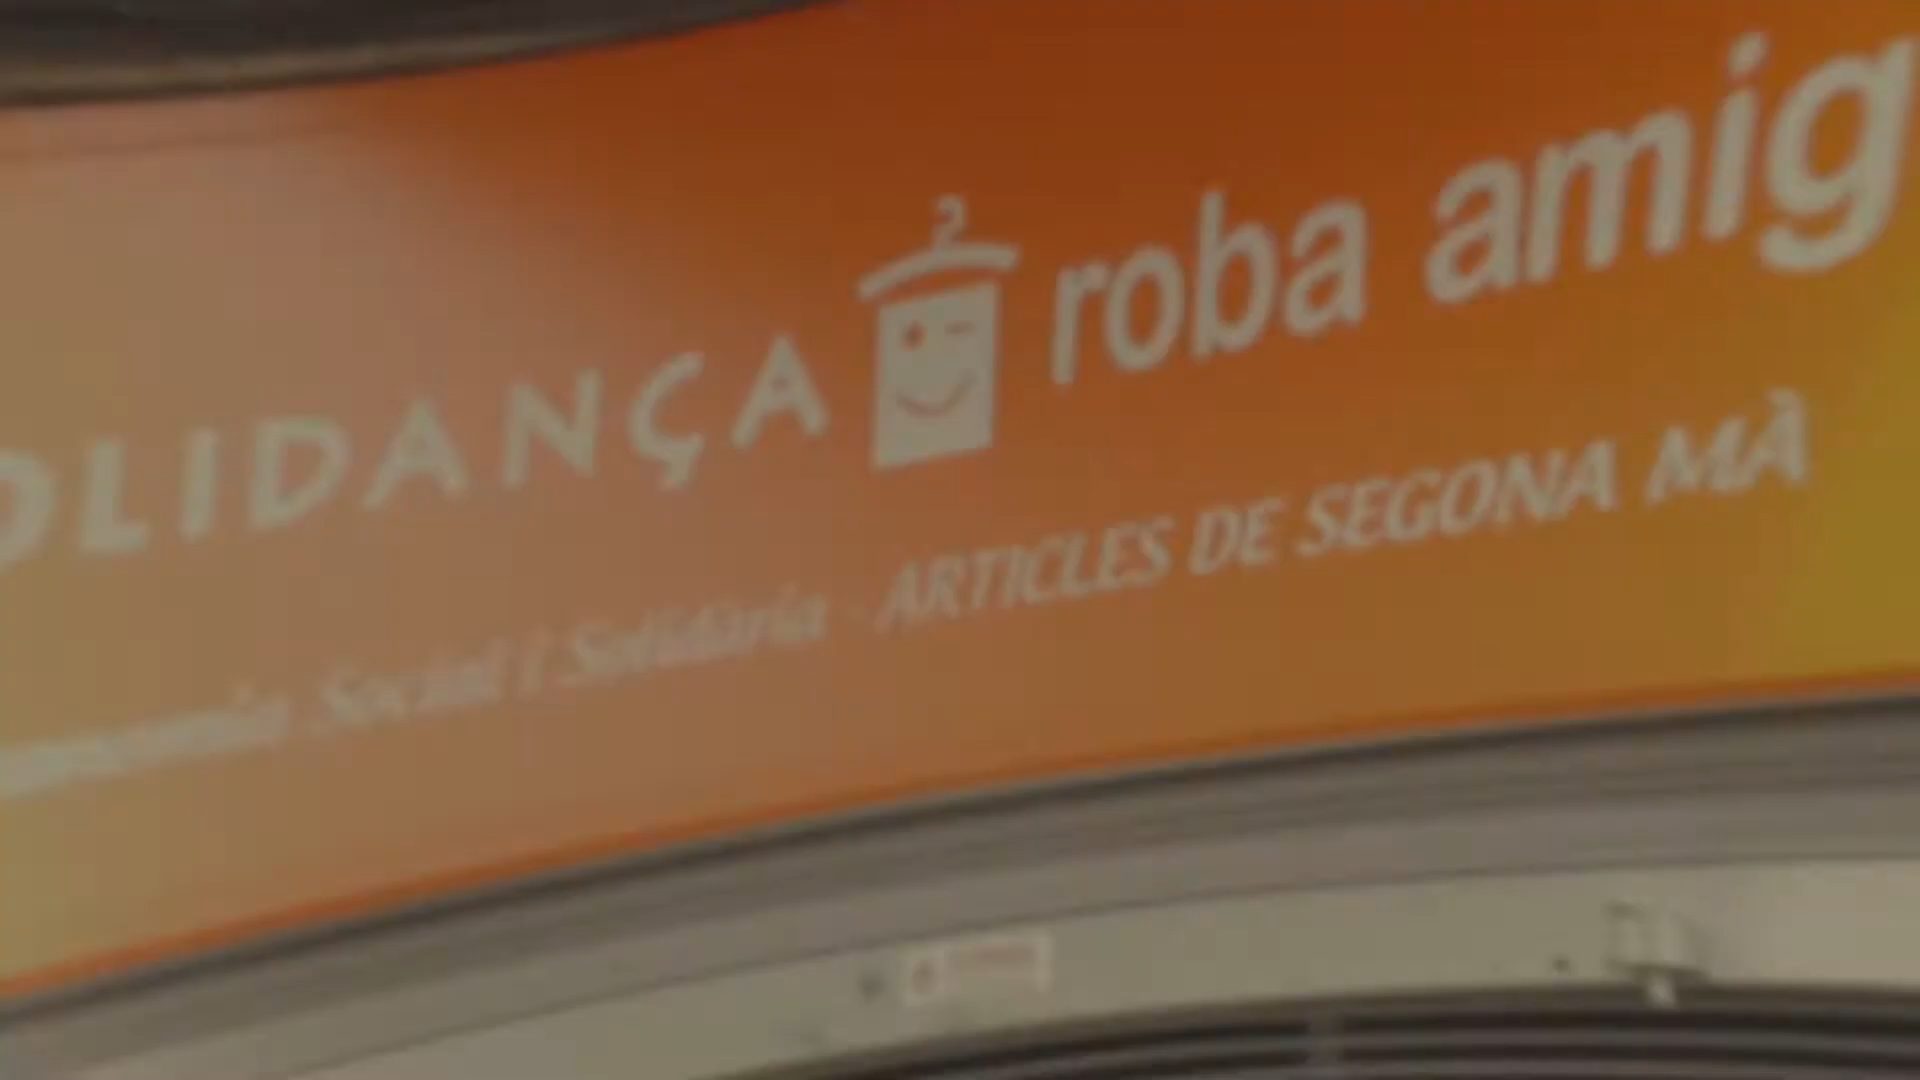 OLIDANÇA roba amig
Social i Solidària - ARTICLES DE SEGONA MÀ